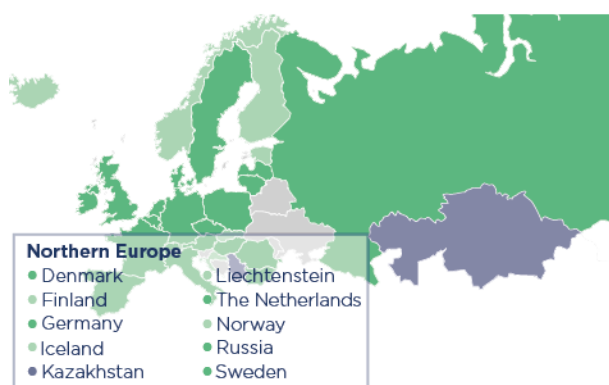 Northern Europe
Denmark
Finland
Germany
Iceland
Kazakhstan
Liechtenstein
The Netherlands
Norway
Russia
Sweden